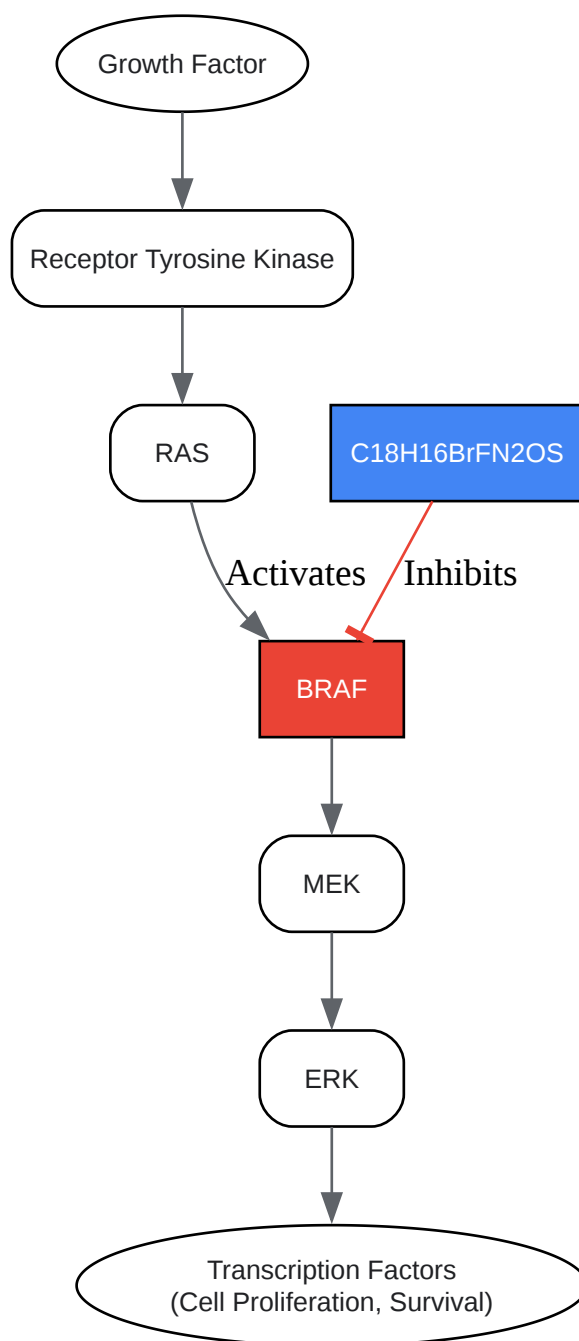 Growth Factor
Receptor Tyrosine Kinase
RAS
C18H16BrFN2OS
Activates
Inhibits
BRAF
MEK
ERK
Transcription Factors
(Cell Proliferation, Survival)